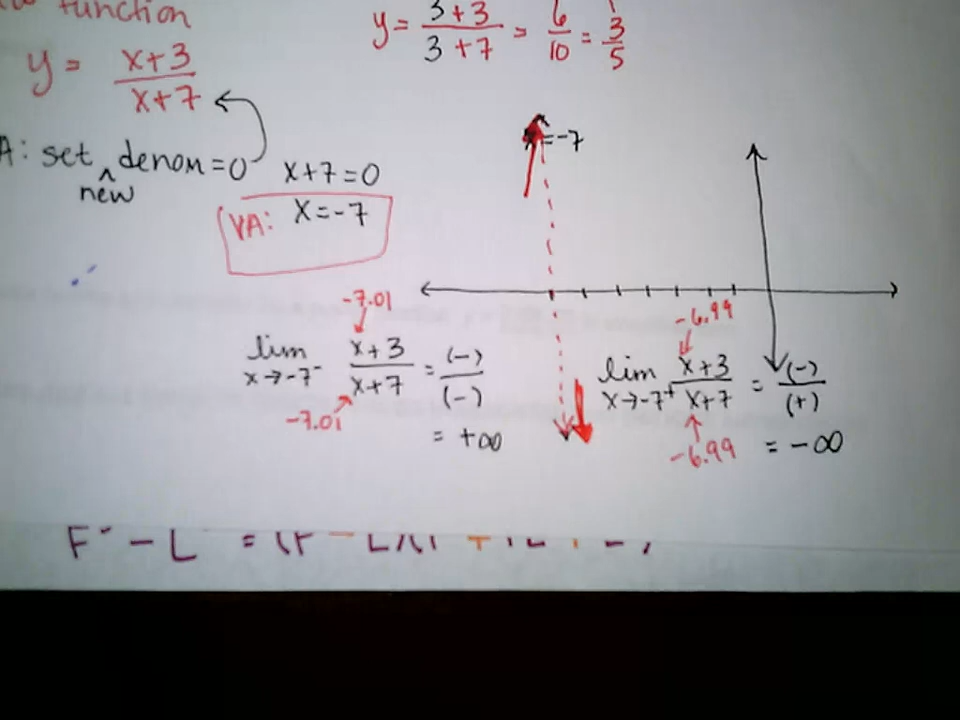 function
y = (3+3)/(3+7) = 6/10 = 3/5
y = (x+3)/(x+7)
A: set new denom=0
x+7=0
VA: x=-7
x=-7
-7.01
lim x→-7⁻ (x+3)/(x+7) = (-)/(-)
-7.01
= +∞
-6.99
lim x→-7⁺ (x+3)/(x+7) = (-)/(+)
-6.99
= -∞